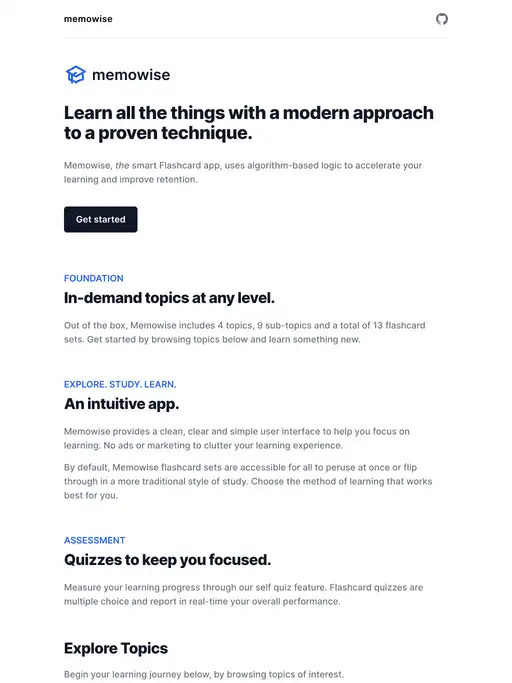 memowise
memowise
Learn all the things with a modern approach
to a proven technique.
Memowise, the smart Flashcard app, uses algorithm-based logic to accelerate your
learning and improve retention.
Get started
FOUNDATION
In-demand topics at any level.
Out of the box, Memowise includes 4 topics, 9 sub-topics and a total of 13 flashcard
sets. Get started by browsing topics below and learn something new.
EXPLORE. STUDY. LEARN.
An intuitive app.
Memowise provides a clean, clear and simple user interface to help you focus on
learning. No ads or marketing to clutter your learning experience.
By default, Memowise flashcard sets are accessible for all to peruse at once or flip
through in a more traditional style of study. Choose the method of learning that works
best for you.
ASSESSMENT
Quizzes to keep you focused.
Measure your learning progress through our self quiz feature. Flashcard quizzes are
multiple choice and report in real-time your overall performance.
Explore Topics
Begin your learning journey below, by browsing topics of interest.